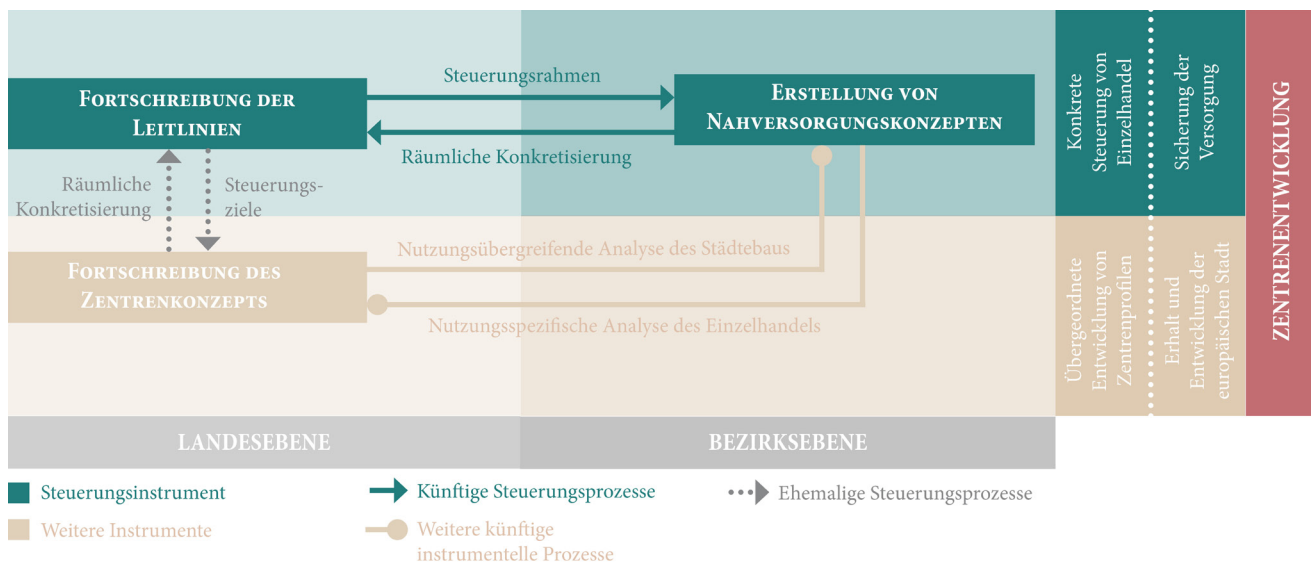 Steuerungsrahmen
FORTSCHREIBUNG DER
LEITLINIEN
ERSTELLUNG VON
NAHVERSORGUNGSKONZEPTEN
Räumliche Konkretisierung
Räumliche
Konkretisierung
Steuerungs-
ziele
Nutzungsübergreifende Analyse des Städtebaus
FORTSCHREIBUNG DES
ZENTRENKONZEPTS
Nutzungsspezifische Analyse des Einzelhandels
Konkrete
Steuerung von
Einzelhandel
Sicherung der
Versorgung
Übergeordnete
Entwicklung von
Zentrenprofilen
Erhalt und
Entwicklung der
europäischen Stadt
ZENTRENENTWICKLUNG
LANDESEBENE
BEZIRKSEBENE
Steuerungsinstrument
Künftige Steuerungsprozesse
Ehemalige Steuerungsprozesse
Weitere Instrumente
Weitere künftige
instrumentelle Prozesse